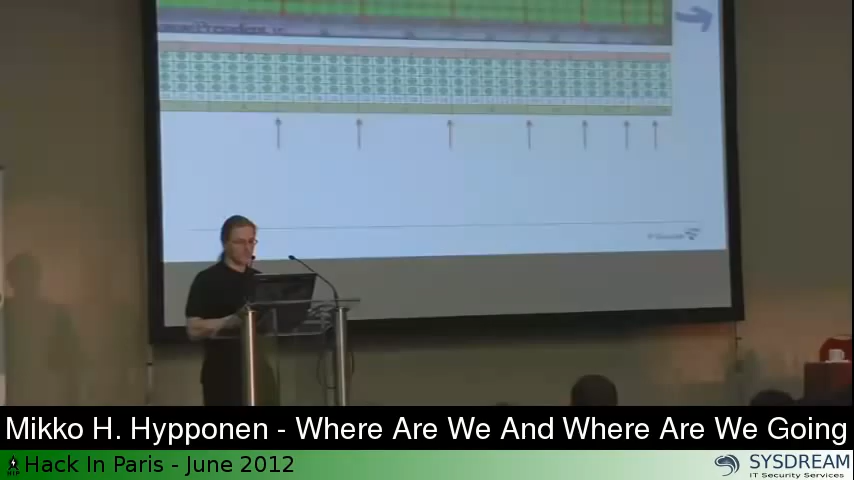 Mikko H. Hypponen - Where Are We And Where Are We Going
HIP
Hack In Paris - June 2012
SYSDREAM
IT Security Services